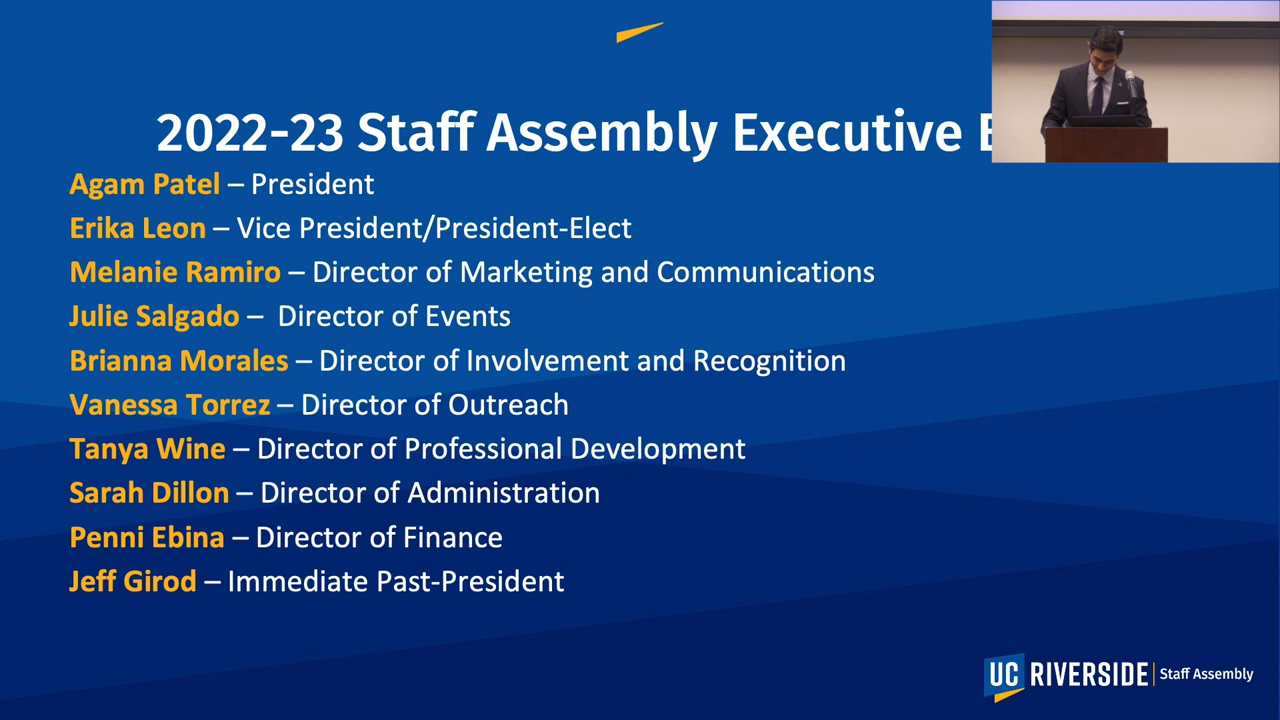 2022-23 Staff Assembly Executive
Agam Patel – President
Erika Leon – Vice President/President-Elect
Melanie Ramiro – Director of Marketing and Communications
Julie Salgado – Director of Events
Brianna Morales – Director of Involvement and Recognition
Vanessa Torrez – Director of Outreach
Tanya Wine – Director of Professional Development
Sarah Dillon – Director of Administration
Penni Ebina – Director of Finance
Jeff Girod – Immediate Past-President
UC RIVERSIDE | Staff Assembly